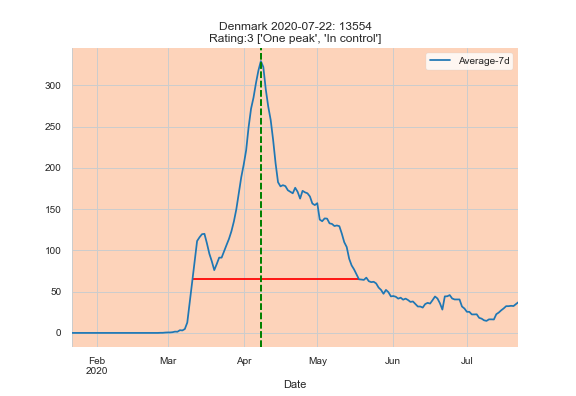 Denmark 2020-07-22: 13554
Rating:3 ['One peak', 'In control']
Average-7d
300
250
200
150
100
50
0
Feb
2020
Mar
Apr
May
Jun
Jul
Date